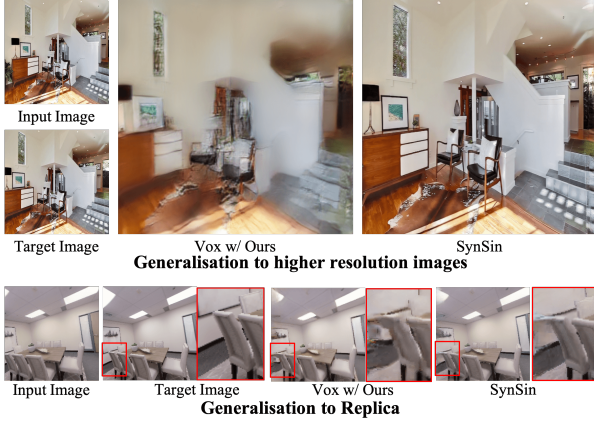 Input Image
Target Image
Vox w/ Ours
SynSin
Generalisation to higher resolution images
Input Image
Target Image
Vox w/ Ours
SynSin
Generalisation to Replica